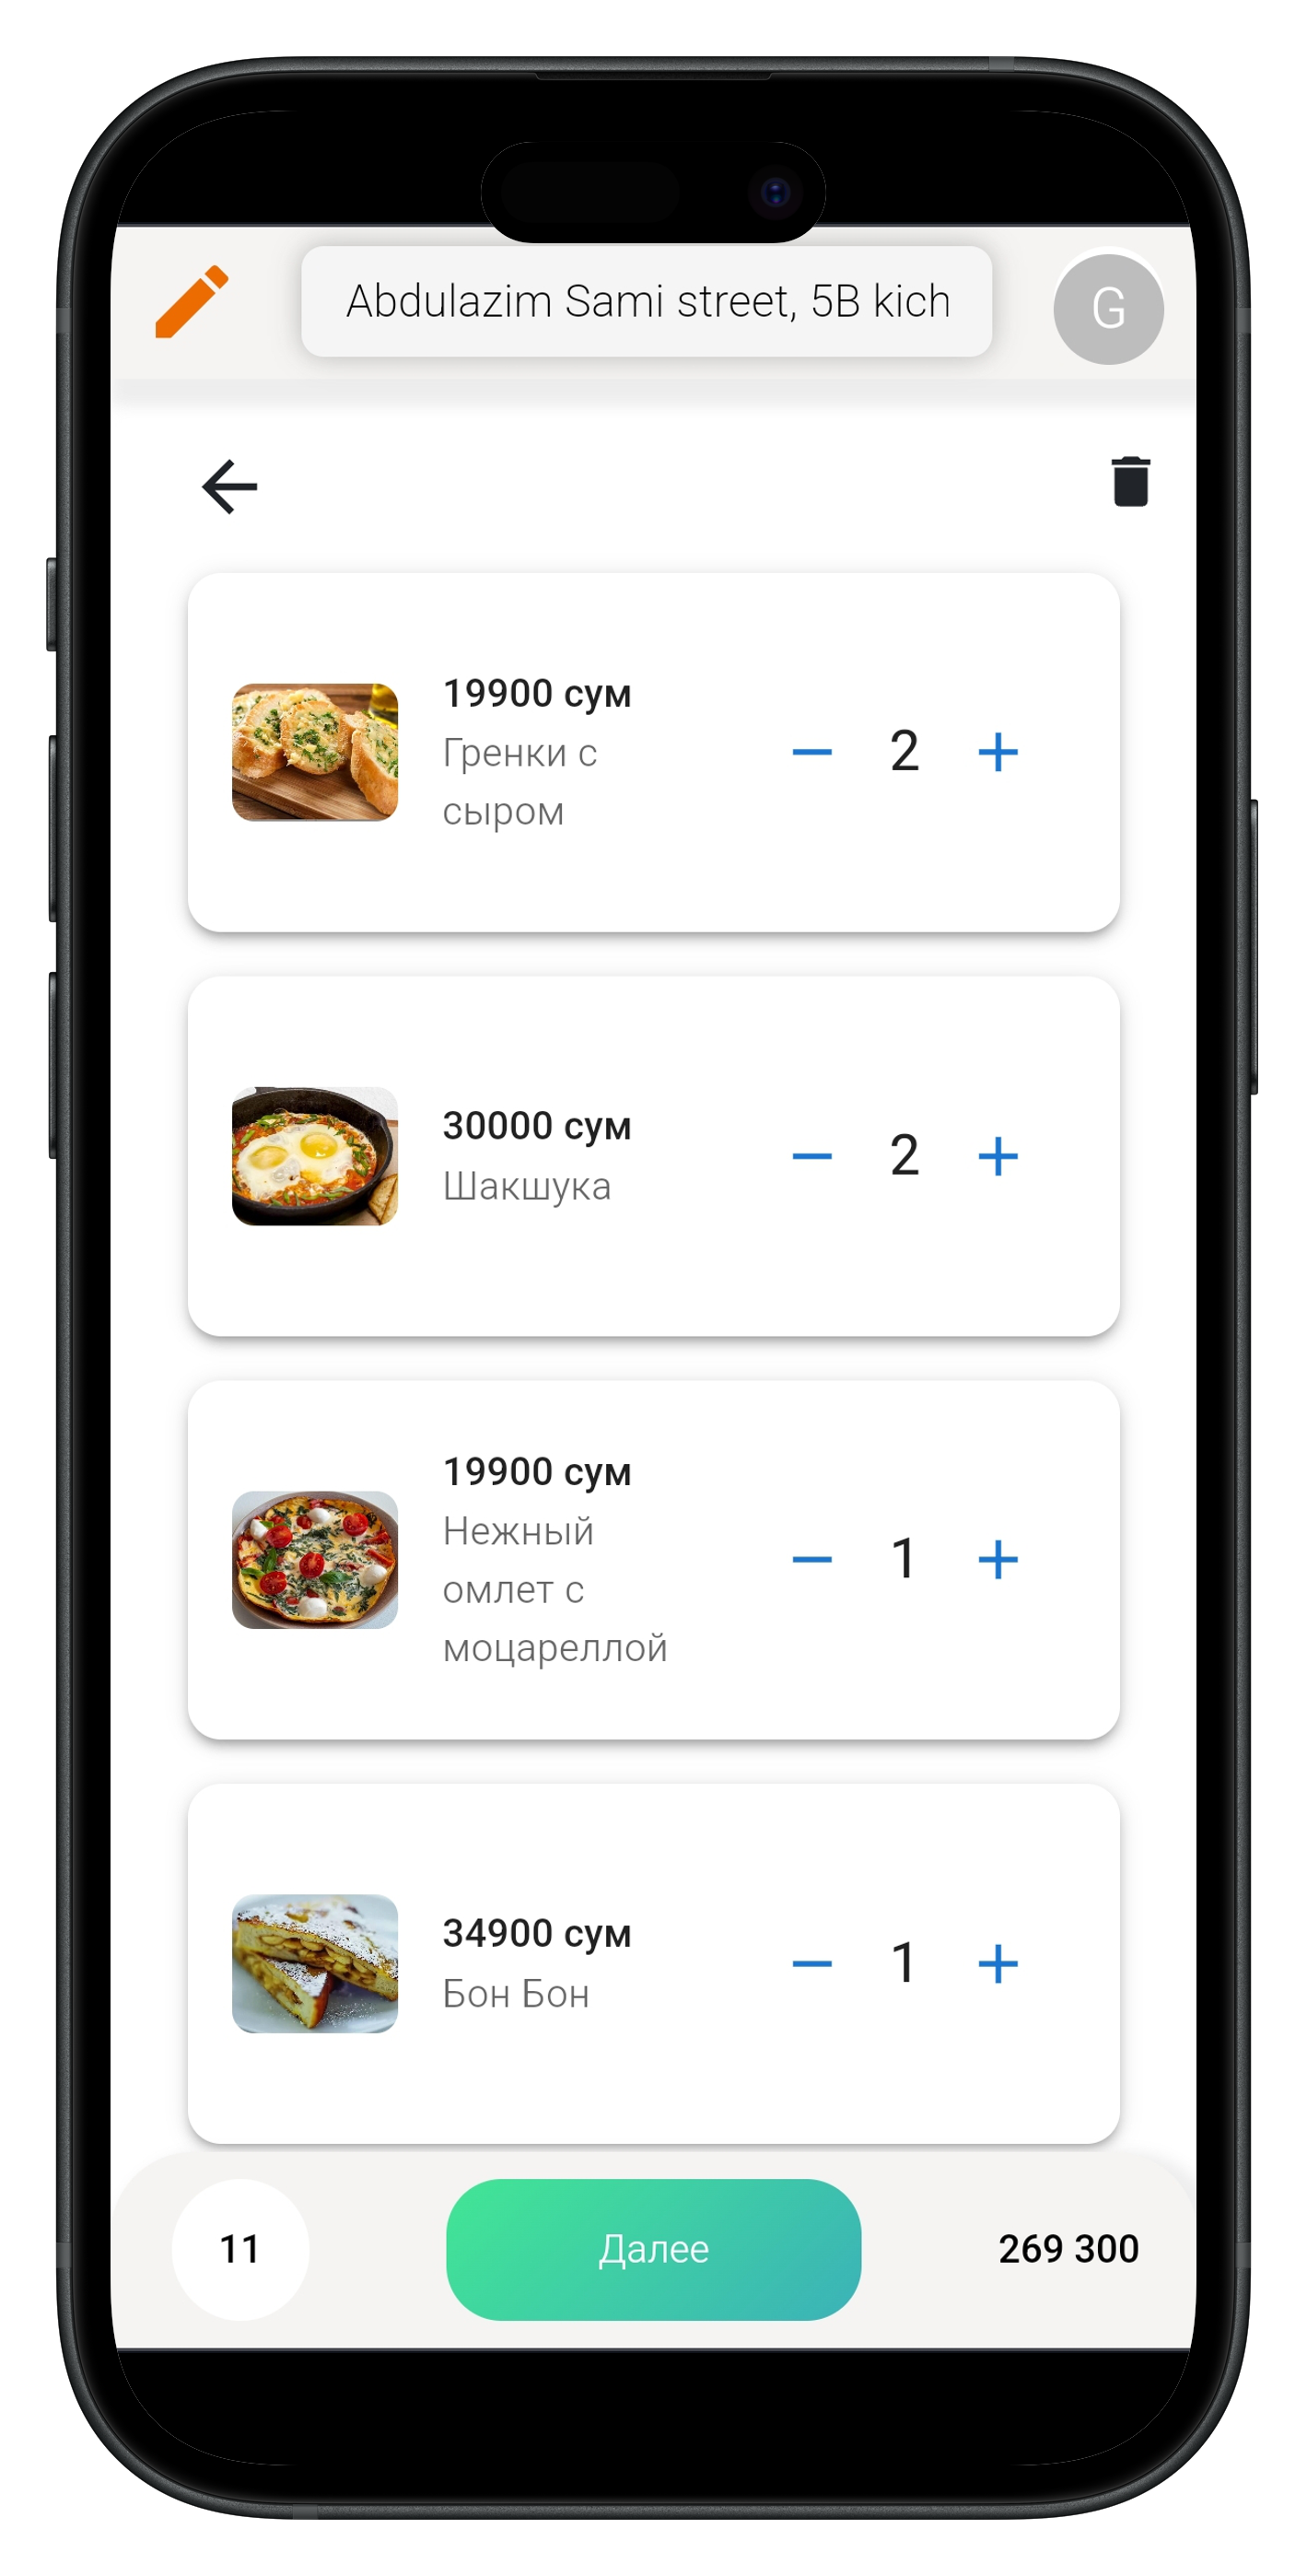 Abdulazim Sami street, 5B kich
G
19900 сум
Гренки с
сыром
2
30000 сум
Шакшука
2
19900 сум
Нежный
омлет с
моцареллой
1
34900 сум
Бон Бон
1
11
Далее
269 300